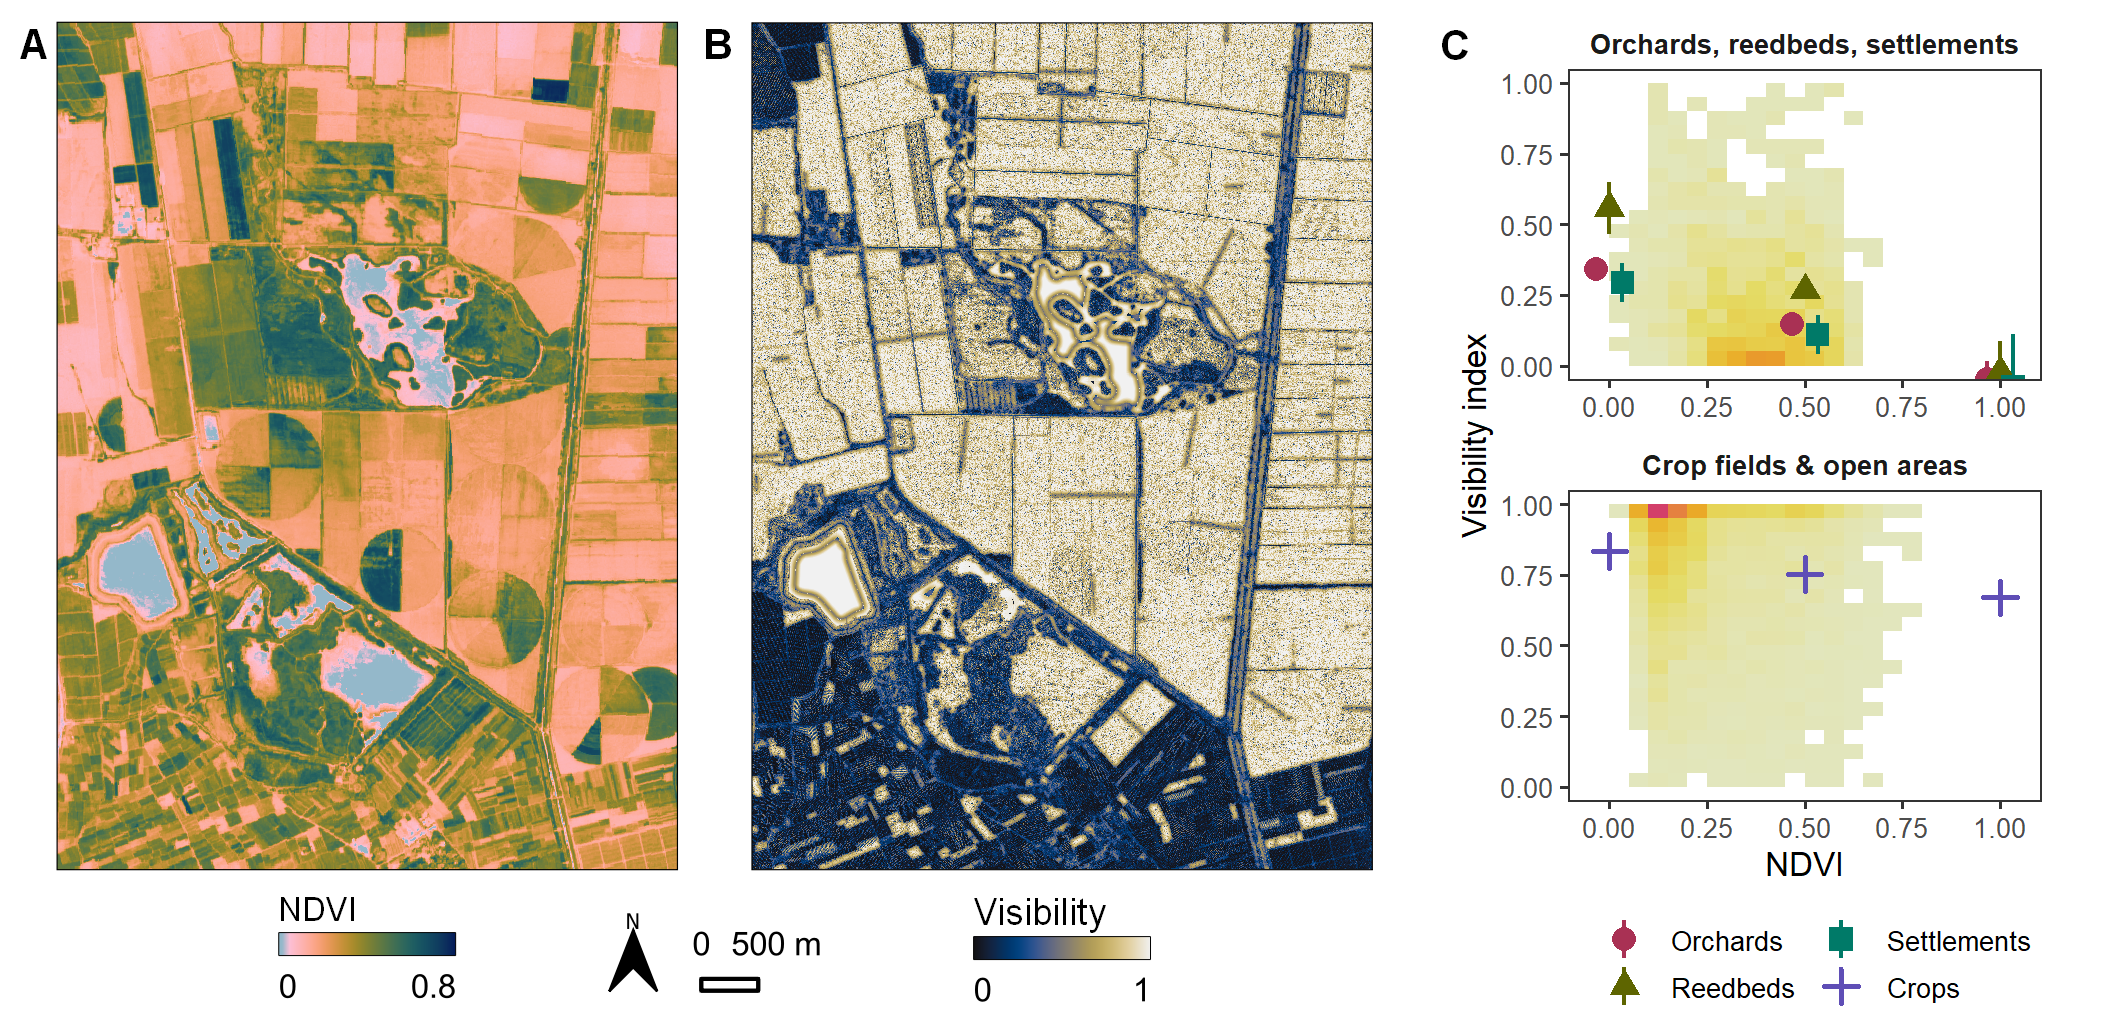 A
B
C
Orchards, reedbeds, settlements
1.00
0.75
0.50
0.25
0.00
0.00 0.25 0.50 0.75 1.00
Visibility index
Crop fields & open areas
1.00
0.75
0.50
0.25
0.00
0.00 0.25 0.50 0.75 1.00
NDVI
NDVI
0 0.8
N
0 500 m
Visibility
0 1
Orchards
Settlements
Reedbeds
Crops